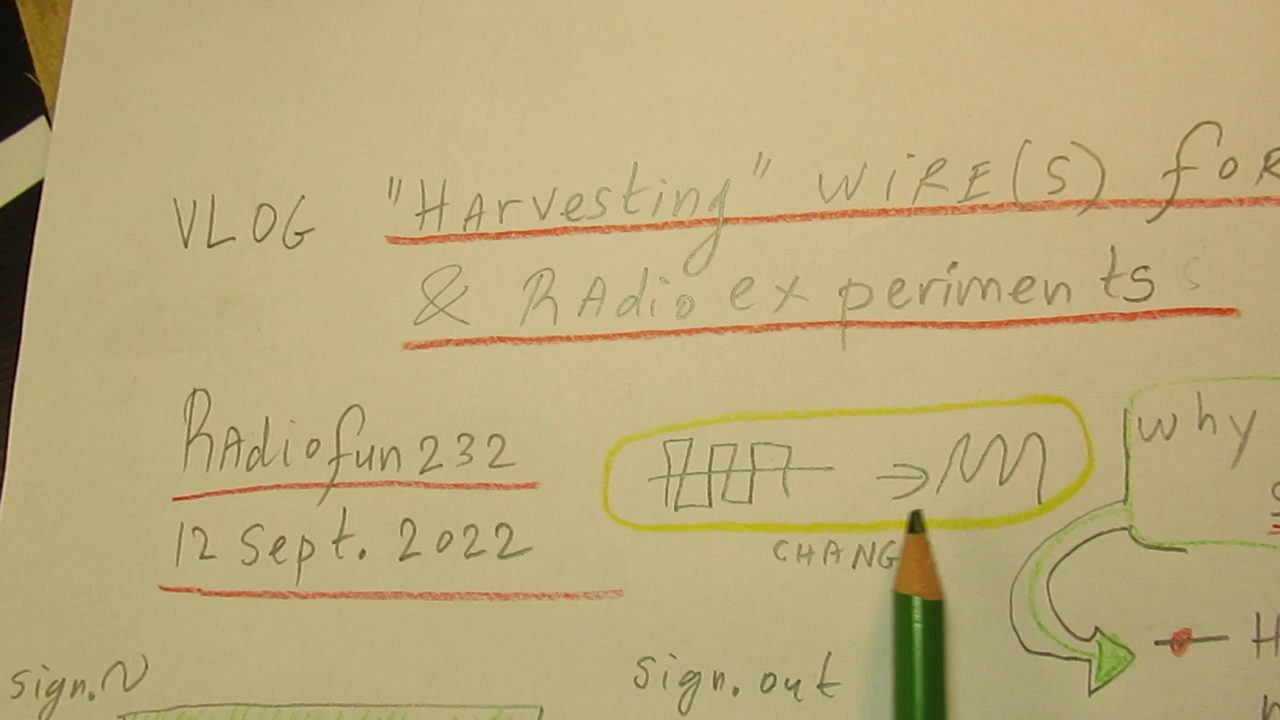 VLOG "HArvesting" WiRE(S) foR
& RAdio experiments
RAdiofun232
12 Sept. 2022
CHANG
why
sign.
sign. out
H